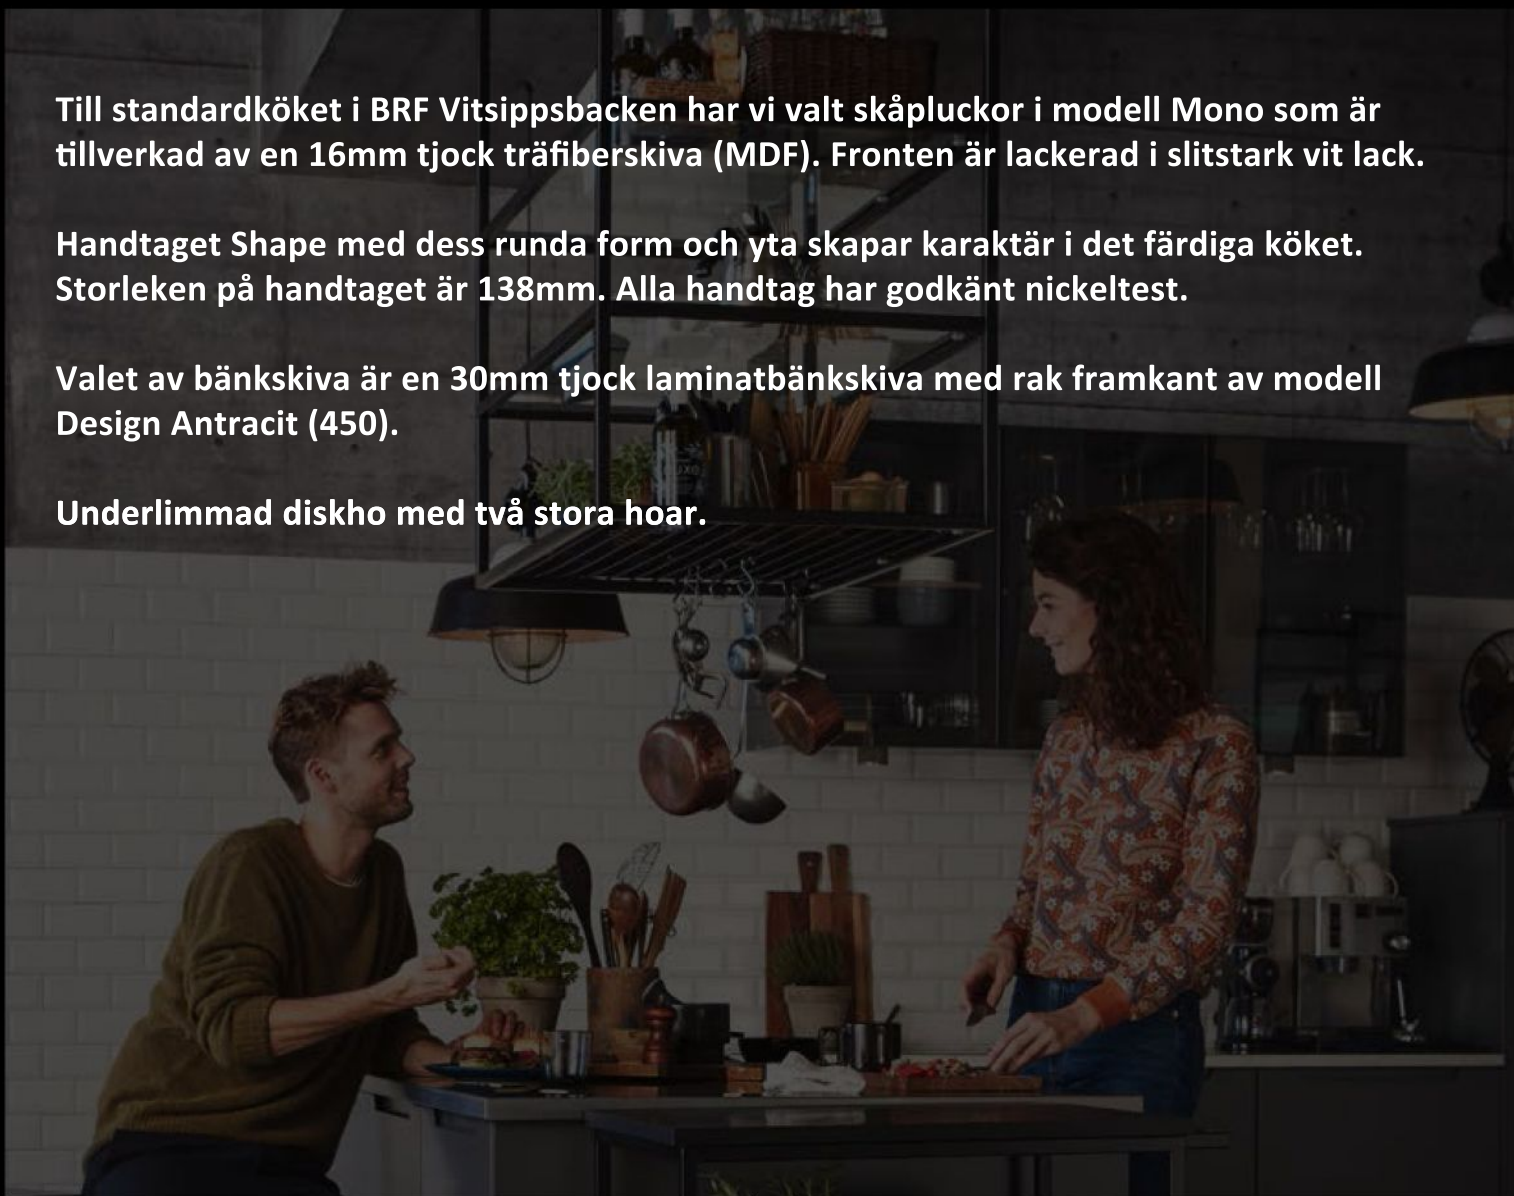 Till standardköket i BRF Vitsippsbacken har vi valt skåpluckor i modell Mono som är
tillverkad av en 16mm tjock träfiberskiva (MDF). Fronten är lackerad i slitstark vit lack.
Handtaget Shape med dess runda form och yta skapar karaktär i det färdiga köket.
Storleken på handtaget är 138mm. Alla handtag har godkänt nickeltest.
Valet av bänkskiva är en 30mm tjock laminatbänkskiva med rak framkant av modell
Design Antracit (450).
Underlimmad diskho med två stora hoar.